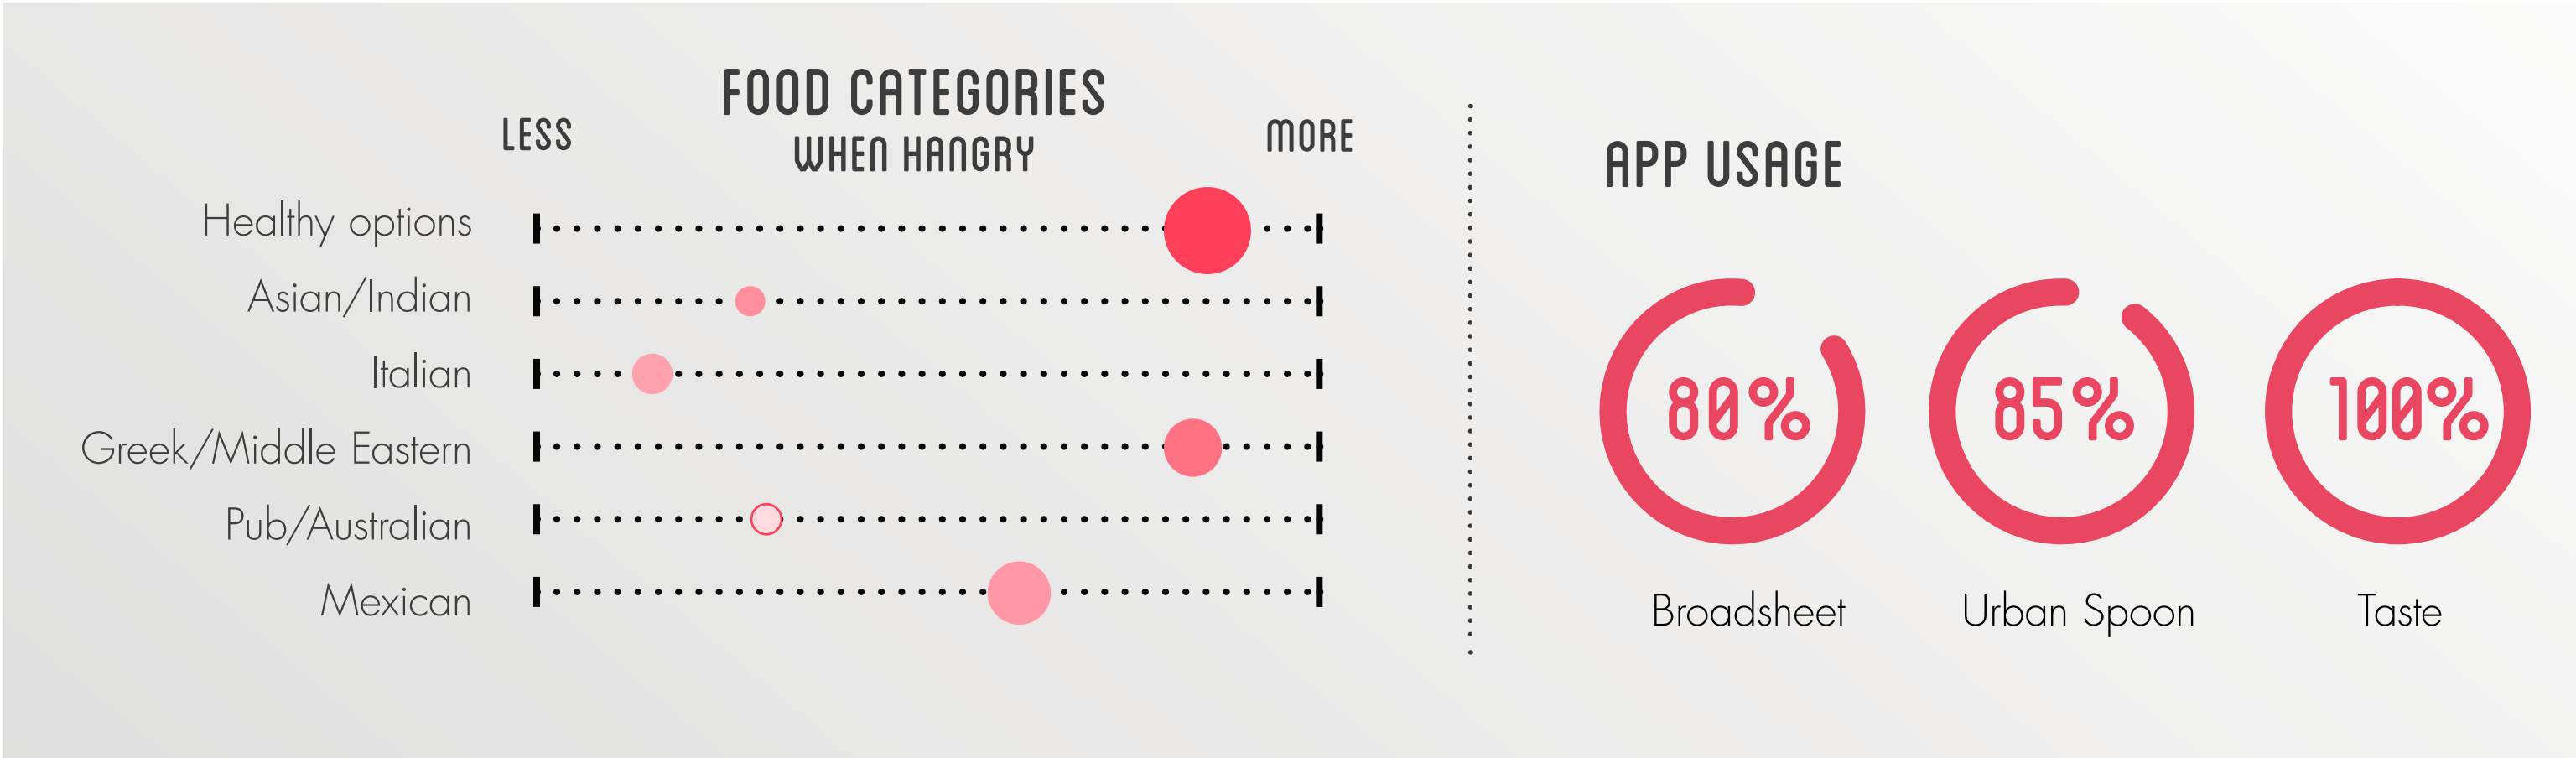 FOOD CATEGORIES
WHEN HANGRY
LESS
MORE
Healthy options
Asian/Indian
Italian
Greek/Middle Eastern
Pub/Australian
Mexican
APP USAGE
80%
85%
100%
Broadsheet
Urban Spoon
Taste